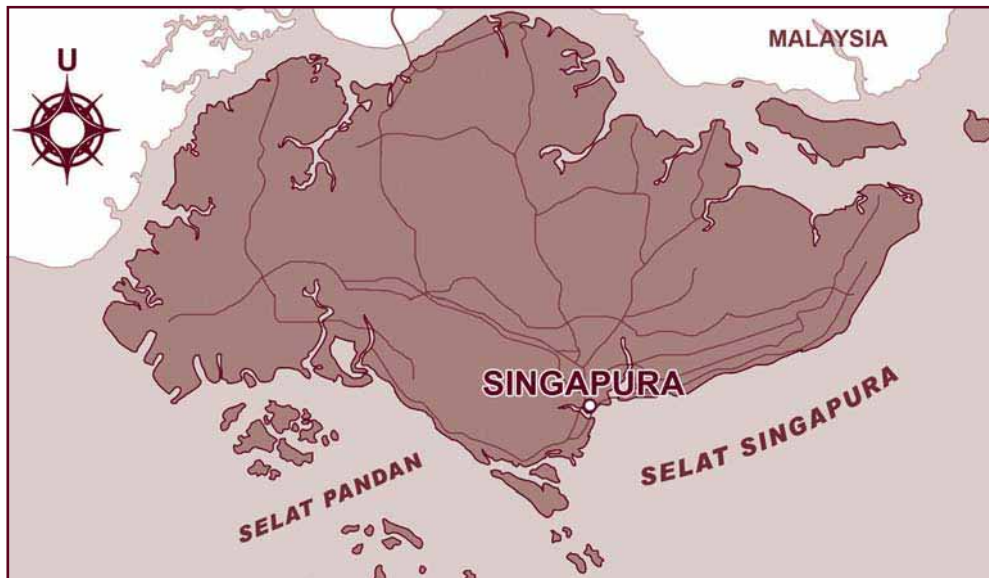 U
MALAYSIA
SINGAPURA
SELAT SINGAPURA
SELAT PANDAN